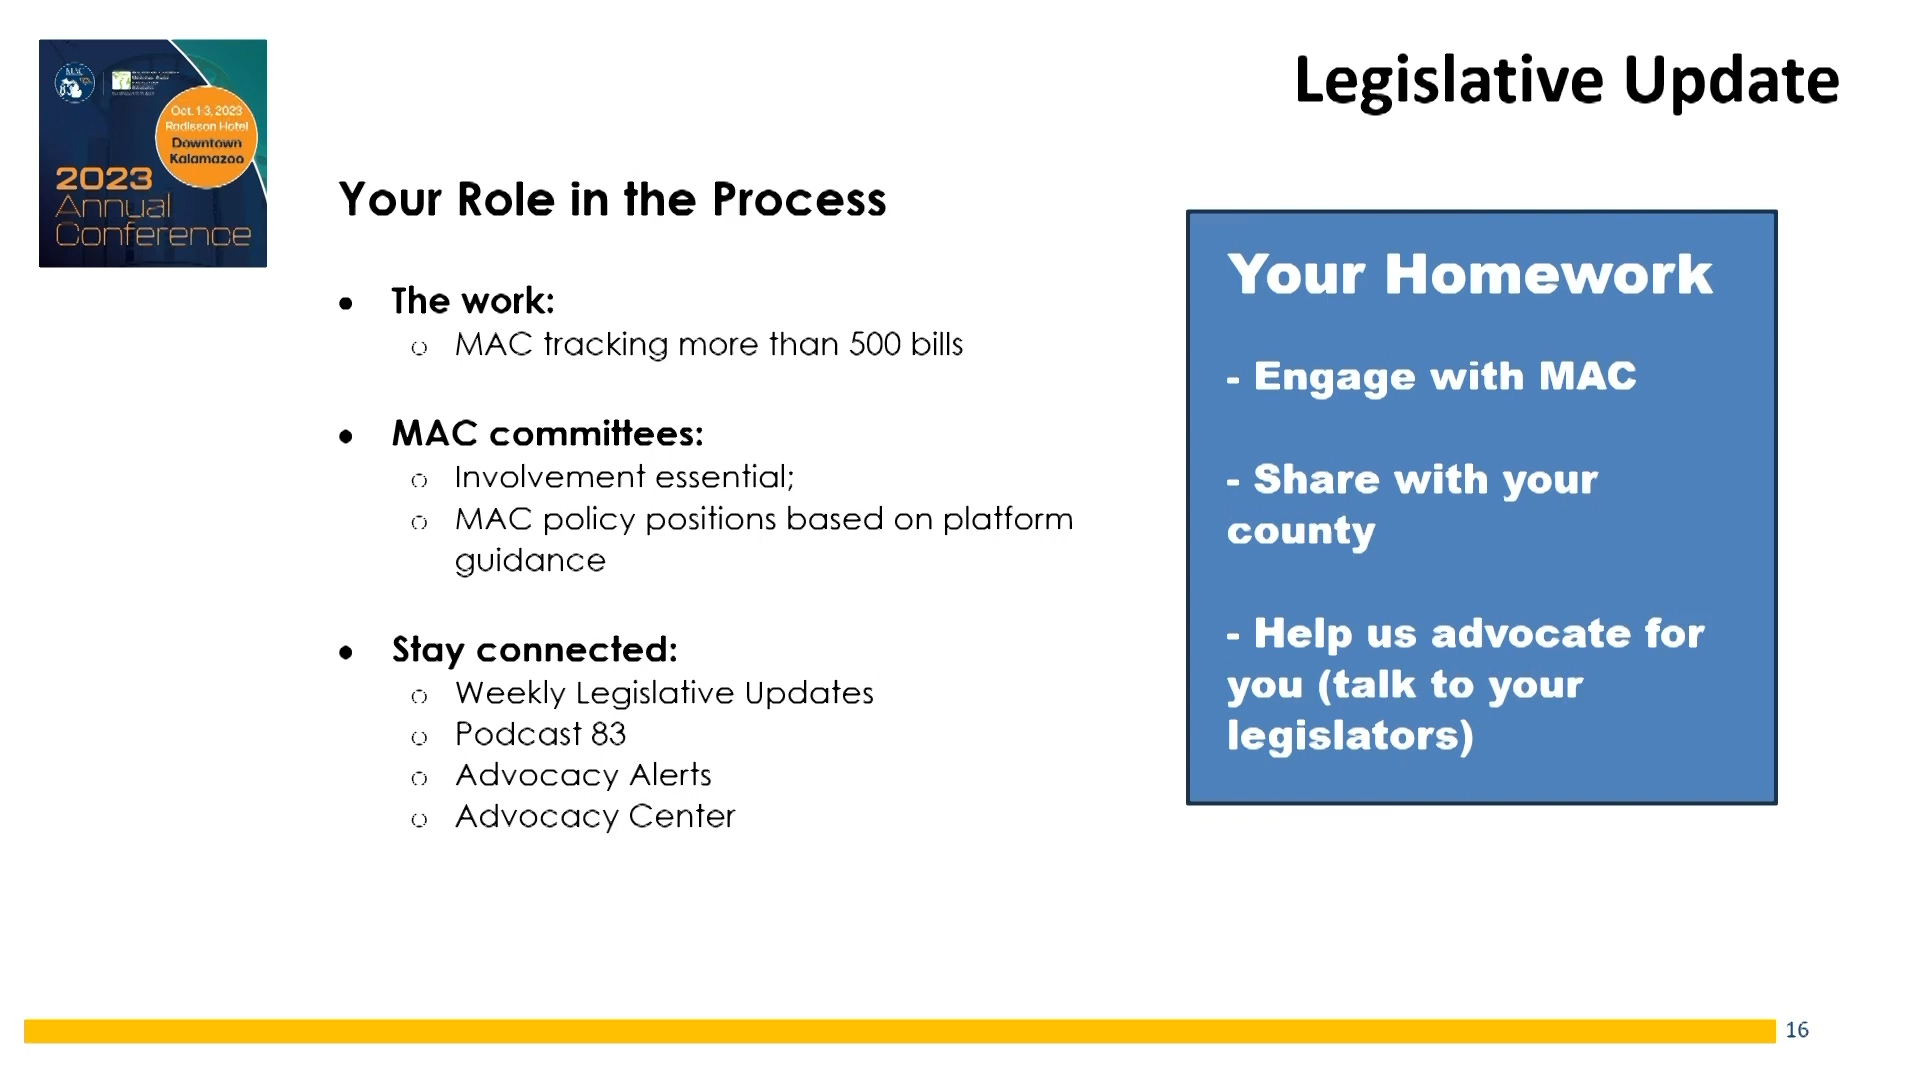 Legislative Update
MAC
Oct. 1-3, 2023
Radisson Hotel
Downtown
Kalamazoo
2023
Annual
Conference
Your Role in the Process
● The work:
○ MAC tracking more than 500 bills
● MAC committees:
○ Involvement essential;
○ MAC policy positions based on platform
guidance
● Stay connected:
○ Weekly Legislative Updates
○ Podcast 83
○ Advocacy Alerts
○ Advocacy Center
Your Homework
- Engage with MAC
- Share with your
county
- Help us advocate for
you (talk to your
legislators)
16